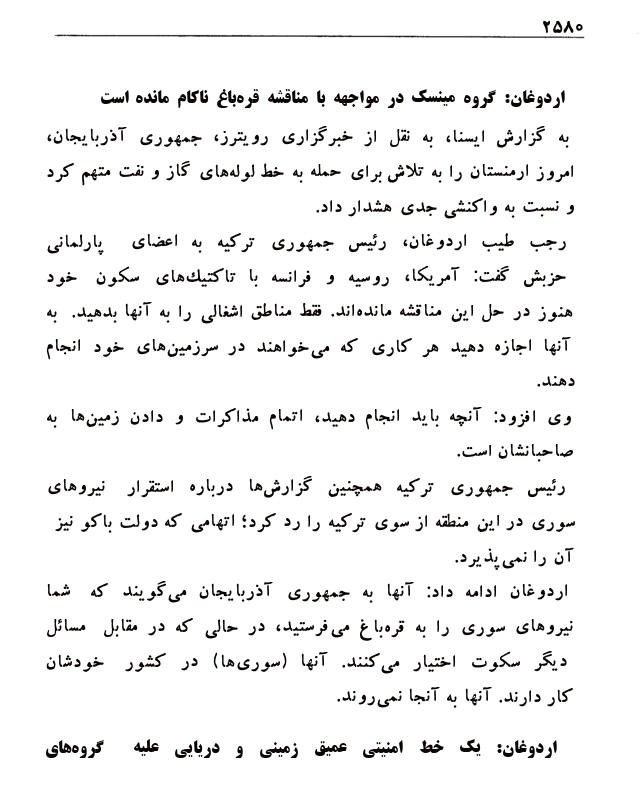 ۲۵۸۰
اردوغان: گروه مینسک در مواجهه با مناقشه قره‌باغ ناکام مانده است
به گزارش ایسنا، به نقل از خبرگزاری رویترز، جمهوری آذربایجان،
امروز ارمنستان را به تلاش برای حمله به خط لوله‌های گاز و نفت متهم کرد
و نسبت به واکنشی جدی هشدار داد.
رجب طیب اردوغان، رئیس جمهوری ترکیه به اعضای پارلمانی
حزبش گفت: آمریکا، روسیه و فرانسه با تاکتیك‌های سکون خود
هنوز در حل این مناقشه مانده‌اند. فقط مناطق اشغالی را به آنها بدهید. به
آنها اجازه دهید هر کاری که می‌خواهند در سرزمین‌های خود انجام
دهند.
وی افزود: آنچه باید انجام دهید، اتمام مذاکرات و دادن زمین‌ها به
صاحبانشان است.
رئیس جمهوری ترکیه همچنین گزارش‌ها درباره استقرار نیروهای
سوری در این منطقه از سوی ترکیه را رد کرد؛ اتهامی که دولت باکو نیز
آن را نمی‌پذیرد.
اردوغان ادامه داد: آنها به جمهوری آذربایجان می‌گویند که شما
نیروهای سوری را به قره‌باغ می‌فرستید، در حالی که در مقابل مسائل
دیگر سکوت اختیار می‌کنند. آنها (سوری‌ها) در کشور خودشان
کار دارند. آنها به آنجا نمی‌روند.
اردوغان: یک خط امنیتی عمیق زمینی و دریایی علیه گروه‌های